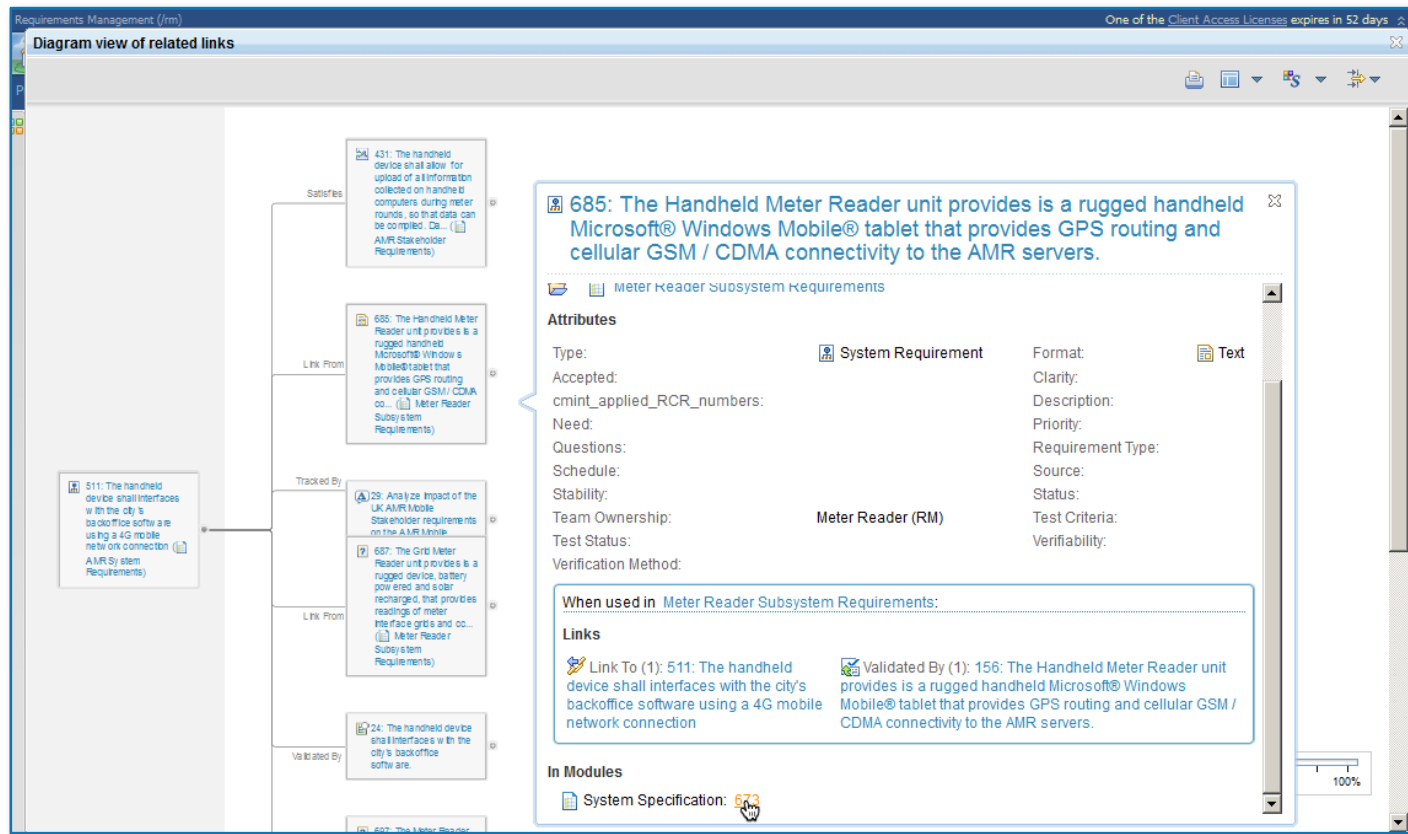 Requirements Management (/rm)
One of the Client Access Licenses expires in 52 days
Diagram view of related links
P
Satisfies
431: The handheld
device shall allow for
upload of all information
collected on handheld
computers during meter
rounds, so that data can
be compiled. Da... (
AMR Stakeholder
Requirements)
Link From
685: The Handheld Meter
Reader unit provides is a
rugged handheld
Microsoft® Windows
Mobile® tablet that
provides GPS routing
and cellular GSM / CDMA
co... ( Meter Reader
Subsystem
Requirements)
511: The handheld
device shall interfaces
with the city's
backoffice software
using a 4G mobile
network connection (
AMR System
Requirements)
Tracked By
29: Analyze Impact of the
UK AMR Mobile
Stakeholder requirements
on the AMR Mobile
Link From
687: The Grid Meter
Reader unit provides is a
rugged device, battery
powered and solar
recharged, that provides
readings of meter
interface grids and co...
( Meter Reader
Subsystem
Requirements)
Validated By
24: The handheld device
shall interfaces with the
city's backoffice
software.
697: The Meter Reader
685: The Handheld Meter Reader unit provides is a rugged handheld
Microsoft® Windows Mobile® tablet that provides GPS routing and
cellular GSM / CDMA connectivity to the AMR servers.
Meter Reader Subsystem Requirements
Attributes
Type: System Requirement Format: Text
Accepted: Clarity:
cmint_applied_RCR_numbers: Description:
Need: Priority:
Questions: Requirement Type:
Schedule: Source:
Stability: Status:
Team Ownership: Meter Reader (RM) Test Criteria:
Test Status: Verifiability:
Verification Method:
When used in Meter Reader Subsystem Requirements:
Links
Link To (1): 511: The handheld
device shall interfaces with the city's
backoffice software using a 4G mobile
network connection
Validated By (1): 156: The Handheld Meter Reader unit
provides is a rugged handheld Microsoft® Windows
Mobile® tablet that provides GPS routing and cellular GSM /
CDMA connectivity to the AMR servers.
In Modules
System Specification: 673
100%